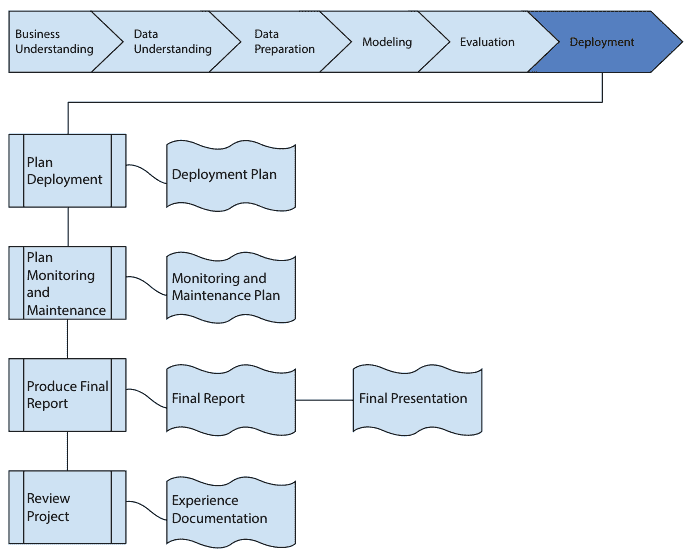 Business
Understanding
Data
Understanding
Data
Preparation
Modeling
Evaluation
Deployment
Plan
Deployment
Deployment Plan
Plan
Monitoring
and
Maintenance
Monitoring and
Maintenance Plan
Produce Final
Report
Final Report
Final Presentation
Review
Project
Experience
Documentation